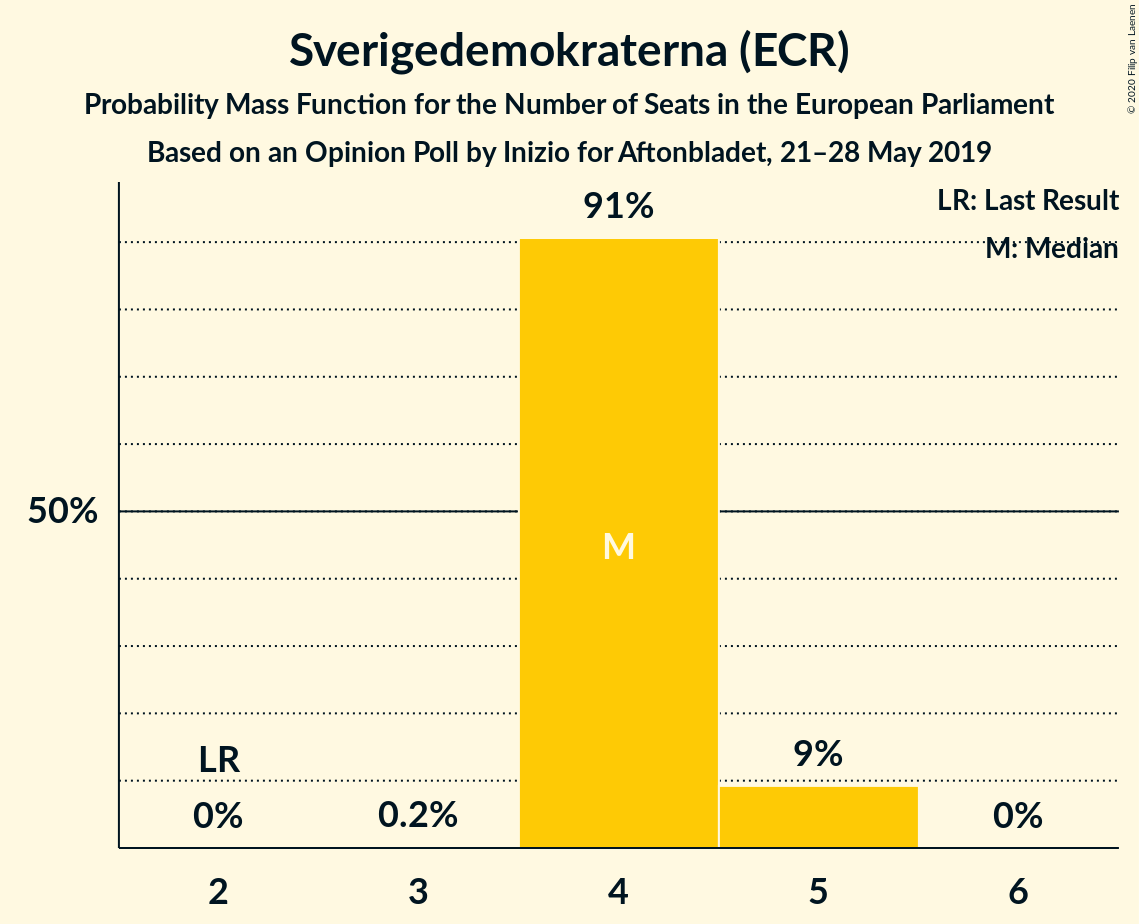 Sverigedemokraterna (ECR)
Probability Mass Function for the Number of Seats in the European Parliament
Based on an Opinion Poll by Inizio for Aftonbladet, 21–28 May 2019
© 2020 Filip van Laenen
LR: Last Result
M: Median
91%
50%
M
LR
9%
0%
0.2%
0%
2
3
4
5
6